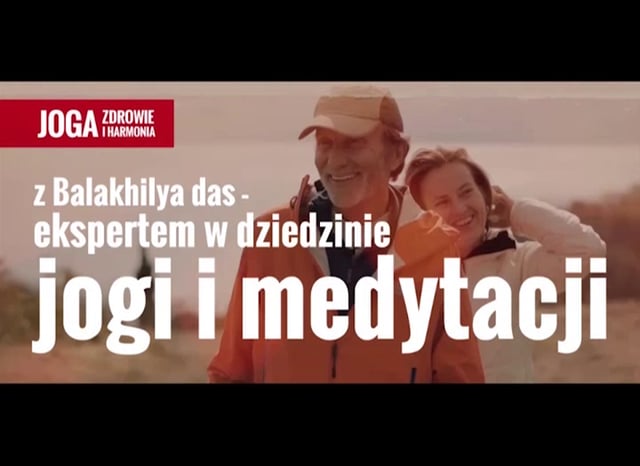 JOGA ZDROWIE
I HARMONIA
z Balakhilya das -
ekspertem w dziedzinie
jogi i medytacji